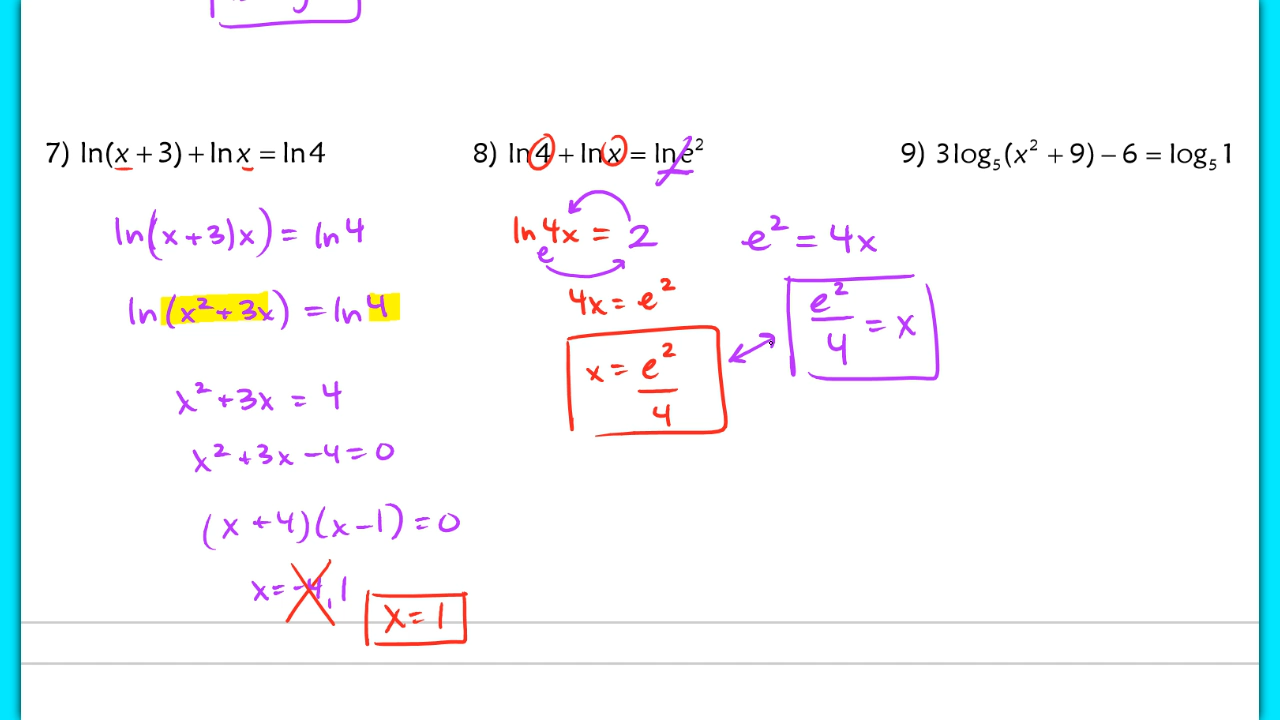 7) ln(x + 3) + ln x = ln 4
ln(x+3)x) = ln 4
ln(x² + 3x) = ln 4
x² + 3x = 4
x² + 3x - 4 = 0
(x + 4)(x - 1) = 0
x = -4, 1
x = 1
8) ln 4 + ln x = ln e²
ln 4x = 2
e
4x = e²
x = e²/4
e² = 4x
e²/4 = x
9) 3log₅(x² + 9) − 6 = log₅1